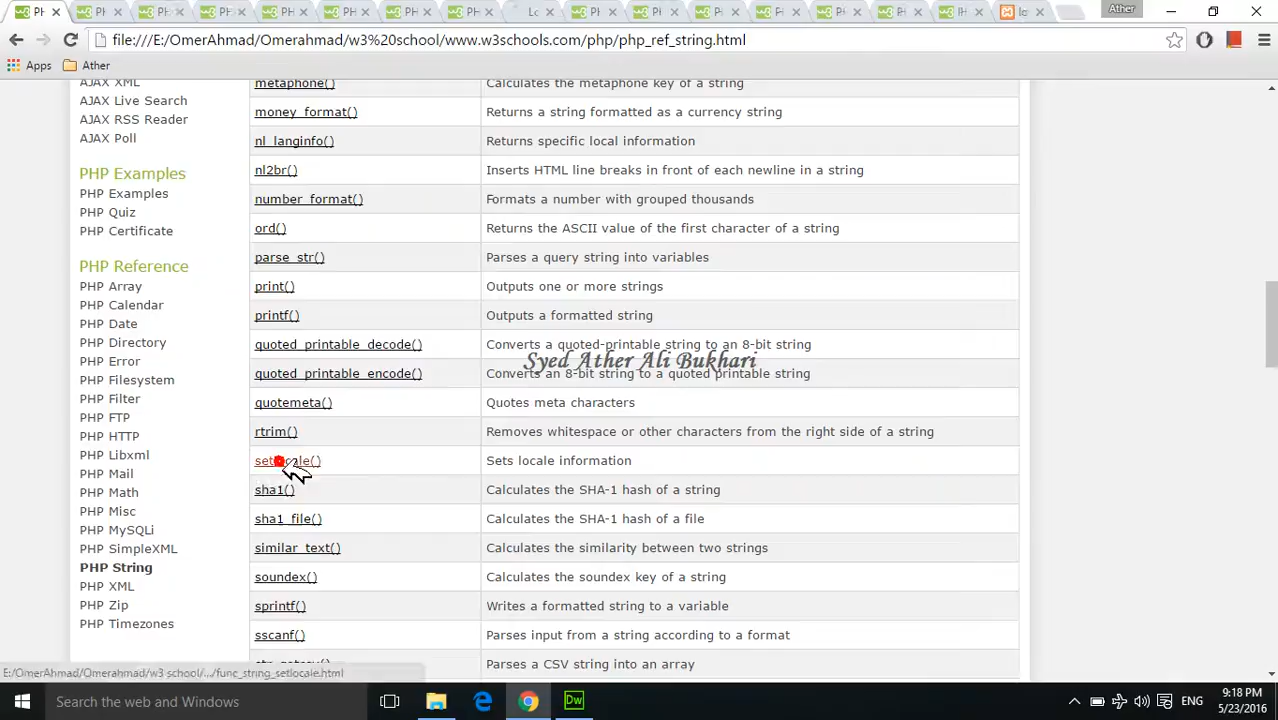 Ather
file:///E:/OmerAhmad/Omerahmad/w3%20school/www.w3schools.com/php/php_ref_string.html
Apps
Ather
AJAX XML
AJAX Live Search
AJAX RSS Reader
AJAX Poll
PHP Examples
PHP Examples
PHP Quiz
PHP Certificate
PHP Reference
PHP Array
PHP Calendar
PHP Date
PHP Directory
PHP Error
PHP Filesystem
PHP Filter
PHP FTP
PHP HTTP
PHP Libxml
PHP Mail
PHP Math
PHP Misc
PHP MySQLi
PHP SimpleXML
PHP String
PHP XML
PHP Zip
PHP Timezones
metaphone() Calculates the metaphone key of a string
money_format() Returns a string formatted as a currency string
nl_langinfo() Returns specific local information
nl2br() Inserts HTML line breaks in front of each newline in a string
number_format() Formats a number with grouped thousands
ord() Returns the ASCII value of the first character of a string
parse_str() Parses a query string into variables
print() Outputs one or more strings
printf() Outputs a formatted string
quoted_printable_decode() Converts a quoted-printable string to an 8-bit string
Syed Ather Ali Bukhari
quoted_printable_encode() Converts an 8-bit string to a quoted printable string
quotemeta() Quotes meta characters
rtrim() Removes whitespace or other characters from the right side of a string
setlocale() Sets locale information
sha1() Calculates the SHA-1 hash of a string
sha1_file() Calculates the SHA-1 hash of a file
similar_text() Calculates the similarity between two strings
soundex() Calculates the soundex key of a string
sprintf() Writes a formatted string to a variable
sscanf() Parses input from a string according to a format
Parses a CSV string into an array
E:/OmerAhmad/Omerahmad/w3 school/.../func_string_setlocale.html
Search the web and Windows
Dw
ENG
9:18 PM
5/23/2016